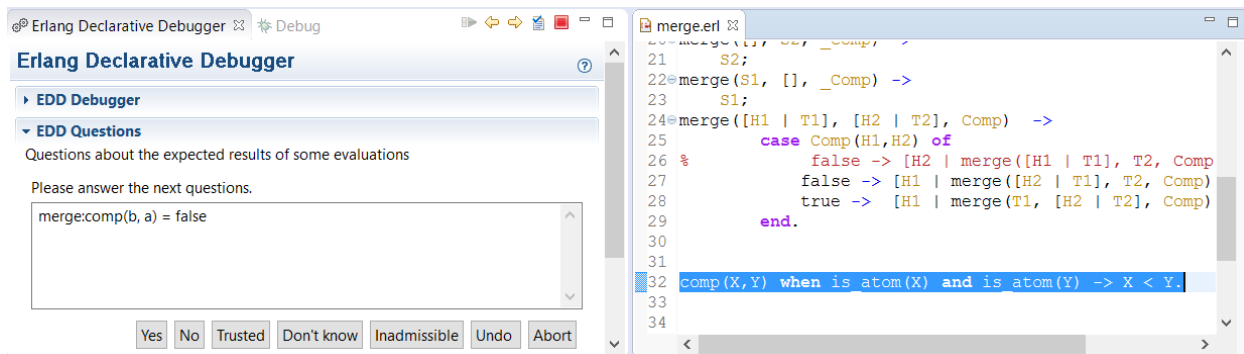 Erlang Declarative Debugger
Debug
Erlang Declarative Debugger
EDD Debugger
EDD Questions
Questions about the expected results of some evaluations
Please answer the next questions.
merge:comp(b, a) = false
Yes No Trusted Don't know Inadmissible Undo Abort
merge.erl
20 merge([], S2, _Comp) ->
21 S2;
22 merge(S1, [], _Comp) ->
23 S1;
24 merge([H1 | T1], [H2 | T2], Comp) ->
25 case Comp(H1,H2) of
26 % false -> [H2 | merge([H1 | T1], T2, Comp
27 false -> [H1 | merge([H2 | T1], T2, Comp)
28 true -> [H1 | merge(T1, [H2 | T2], Comp)
29 end.
30
31
32 comp(X,Y) when is_atom(X) and is_atom(Y) -> X < Y.
33
34